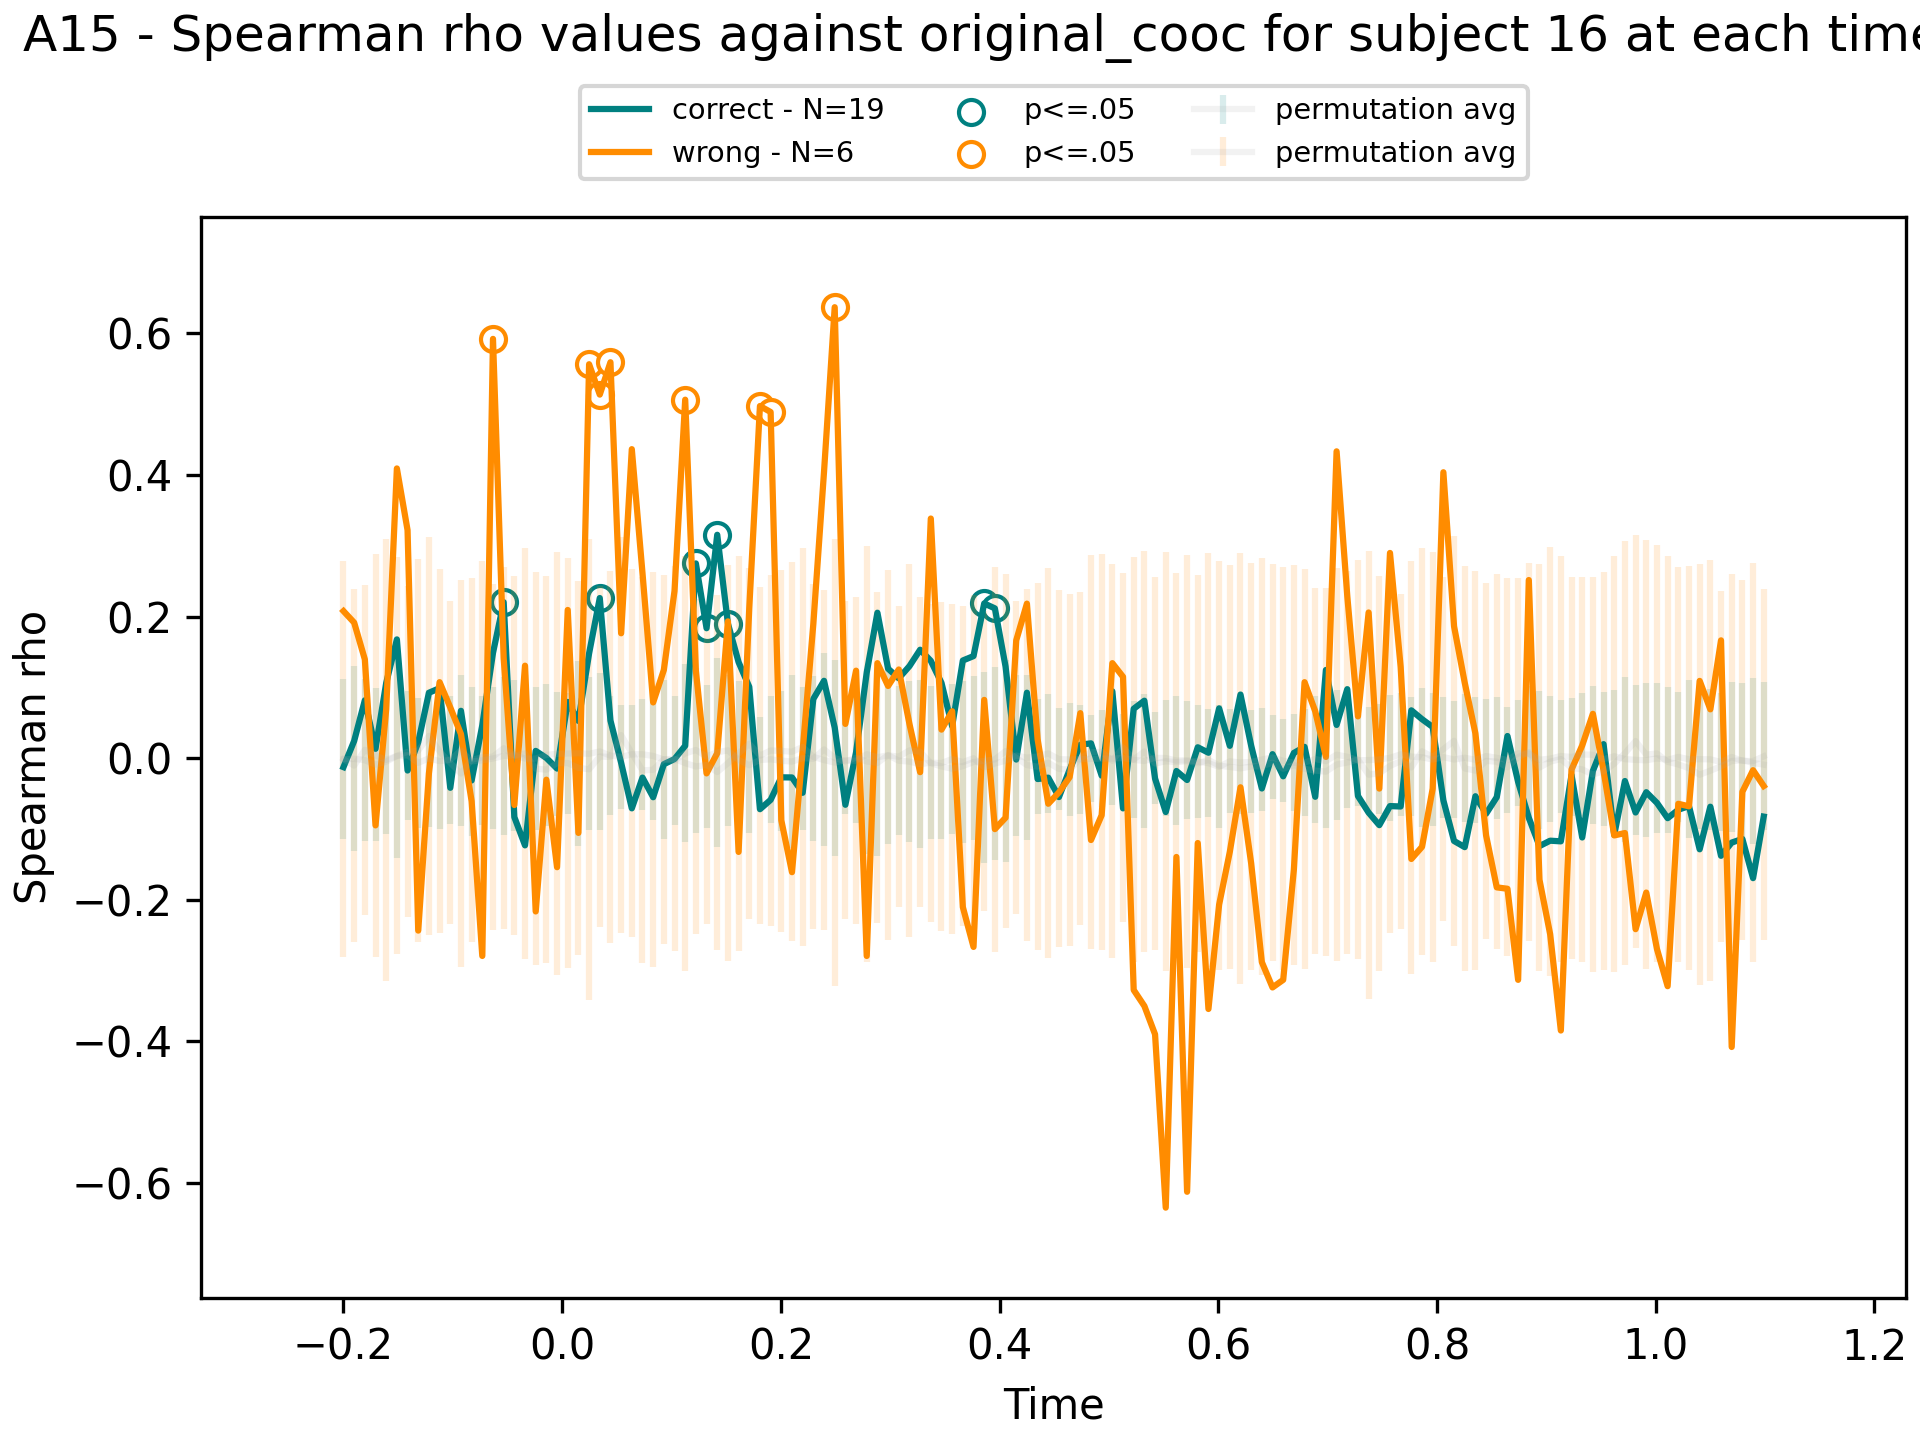 A15 - Spearman rho values against original_cooc for subject 16 at each time
correct - N=19 p<=.05 permutation avg
wrong - N=6 p<=.05 permutation avg
0.6
0.4
0.2
0.0
−0.2
−0.4
−0.6
Spearman rho
−0.2 0.0 0.2 0.4 0.6 0.8 1.0 1.2
Time